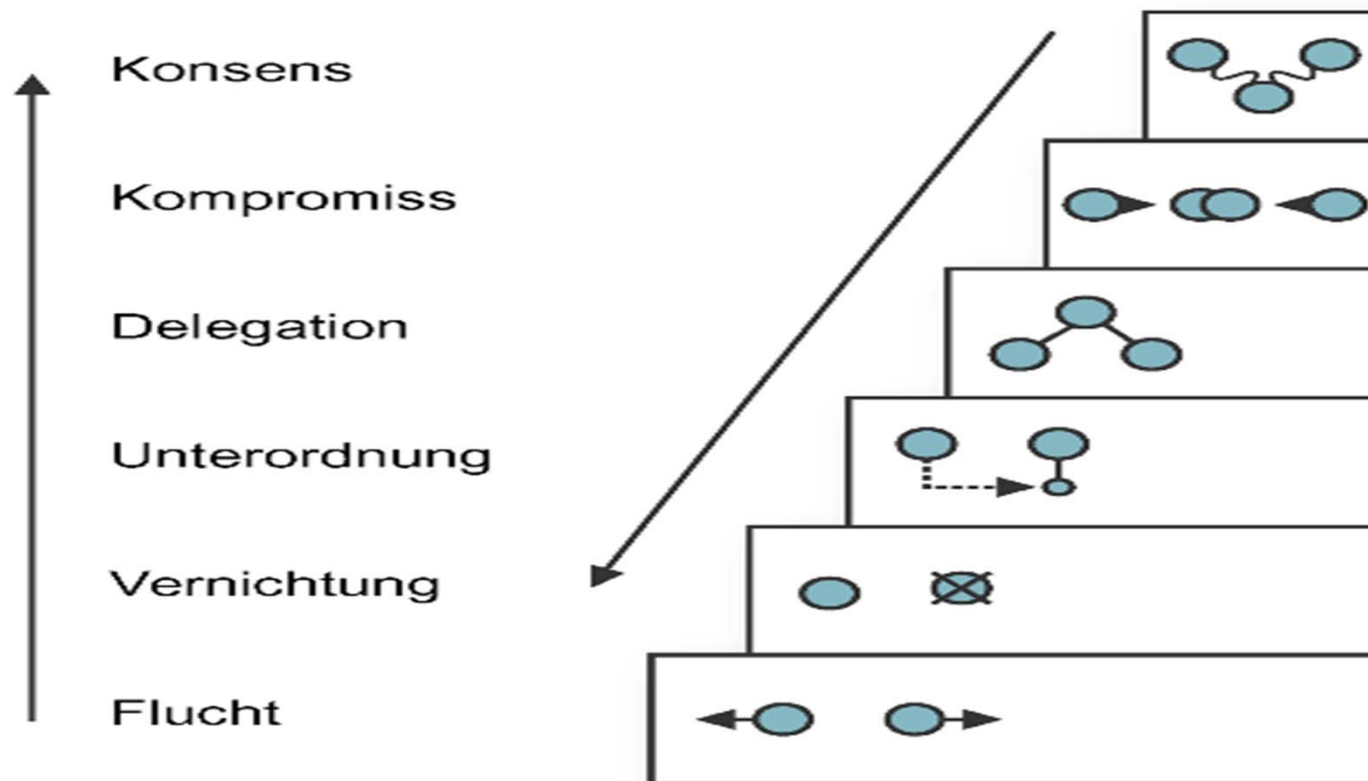 Konsens
Kompromiss
Delegation
Unterordnung
Vernichtung
Flucht